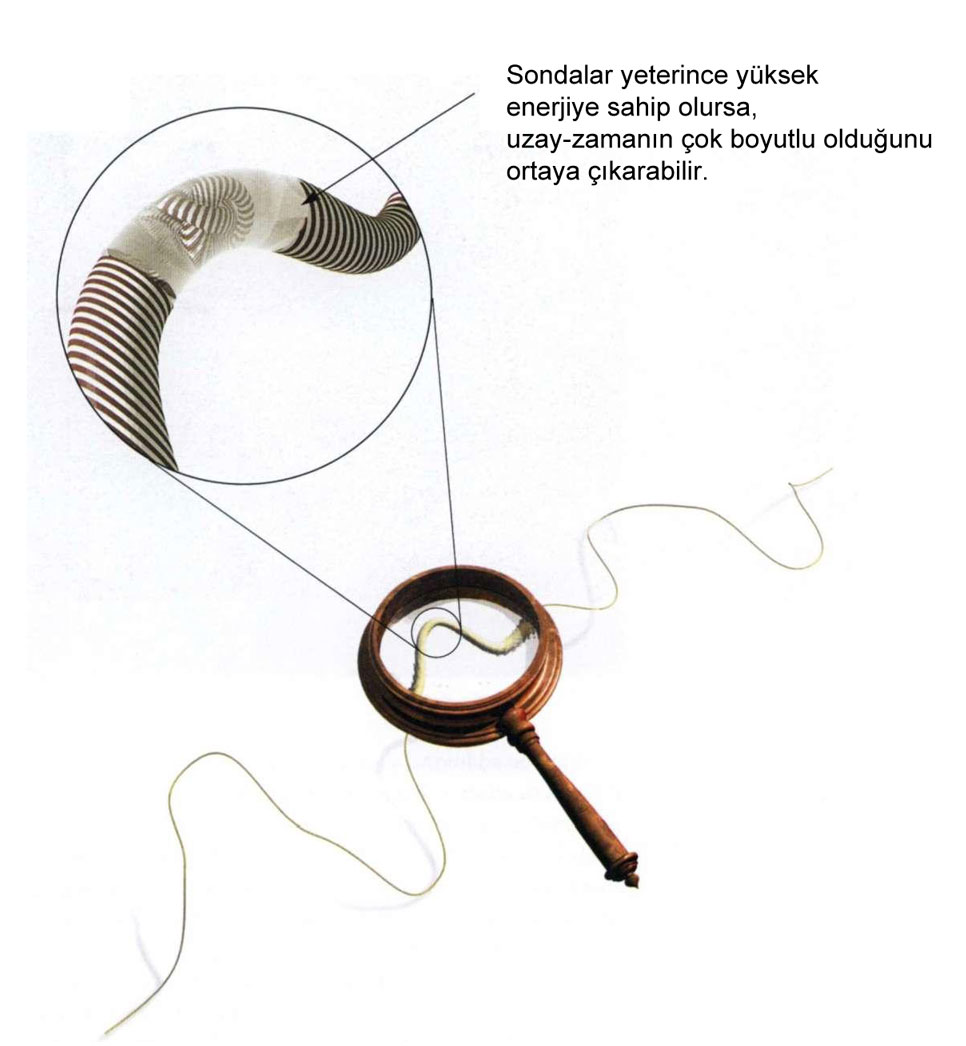 Sondalar yeterince yüksek
enerjiye sahip olursa,
uzay-zamanın çok boyutlu olduğunu
ortaya çıkarabilir.